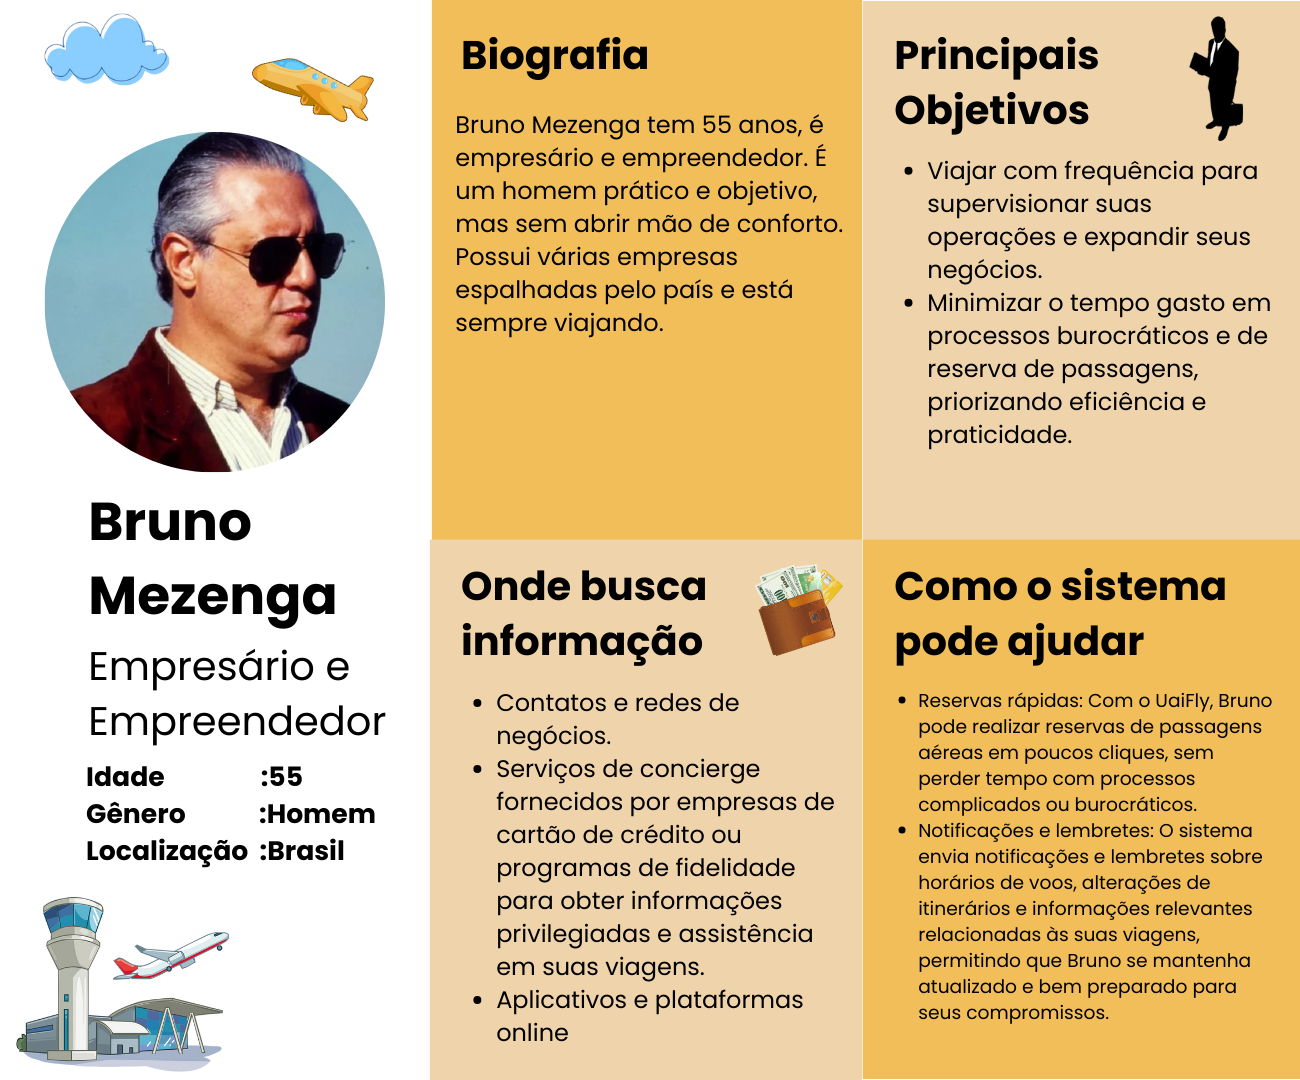 Bruno
Mezenga
Empresário e
Empreendedor
Idade :55
Gênero :Homem
Localização :Brasil
Biografia
Bruno Mezenga tem 55 anos, é
empresário e empreendedor. É
um homem prático e objetivo,
mas sem abrir mão de conforto.
Possui várias empresas
espalhadas pelo país e está
sempre viajando.
Principais
Objetivos
• Viajar com frequência para
supervisionar suas
operações e expandir seus
negócios.
• Minimizar o tempo gasto em
processos burocráticos e de
reserva de passagens,
priorizando eficiência e
praticidade.
Onde busca
informação
• Contatos e redes de
negócios.
• Serviços de concierge
fornecidos por empresas de
cartão de crédito ou
programas de fidelidade
para obter informações
privilegiadas e assistência
em suas viagens.
• Aplicativos e plataformas
online
Como o sistema
pode ajudar
• Reservas rápidas: Com o UaiFly, Bruno
pode realizar reservas de passagens
aéreas em poucos cliques, sem
perder tempo com processos
complicados ou burocráticos.
• Notificações e lembretes: O sistema
envia notificações e lembretes sobre
horários de voos, alterações de
itinerários e informações relevantes
relacionadas às suas viagens,
permitindo que Bruno se mantenha
atualizado e bem preparado para
seus compromissos.